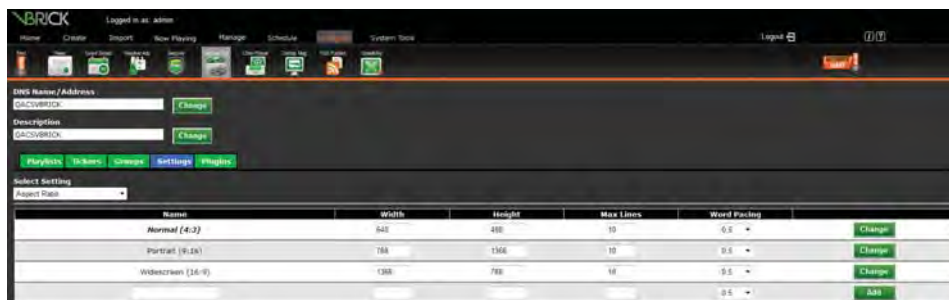 VBRICK
Logged in as: admin
Home Create Import Now Playing Manage Schedule System Tools Logout
DNS Name/Address
QACSVBRICK Change
Description
QACSVBRICK Change
Playlists Tickers Groups Settings Plugins
Select Setting
Aspect Ratio
Name Width Height Max Lines Word Pacing
Normal (4:3) 640 480 10 0.5 Change
Portrait (9:16) 768 1366 10 0.5 Change
Widescreen (16:9) 1366 768 10 0.5 Change
0.5 Add